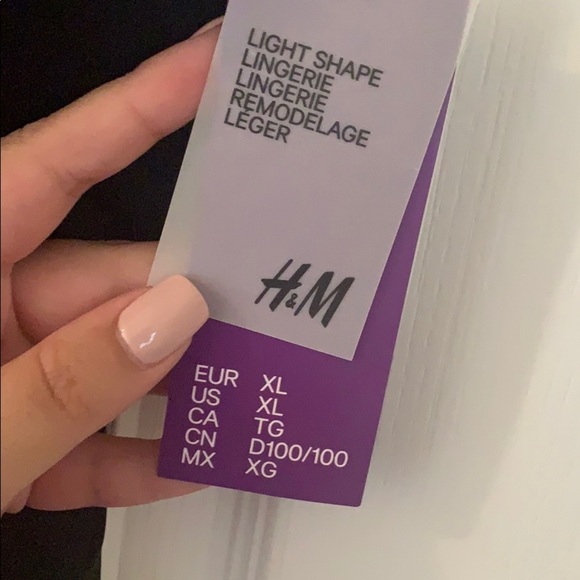 LIGHT SHAPE
LINGERIE
LINGERIE
REMODELAGE
LÉGER
H&M
EUR XL
US XL
CA TG
CN D100/100
MX XG